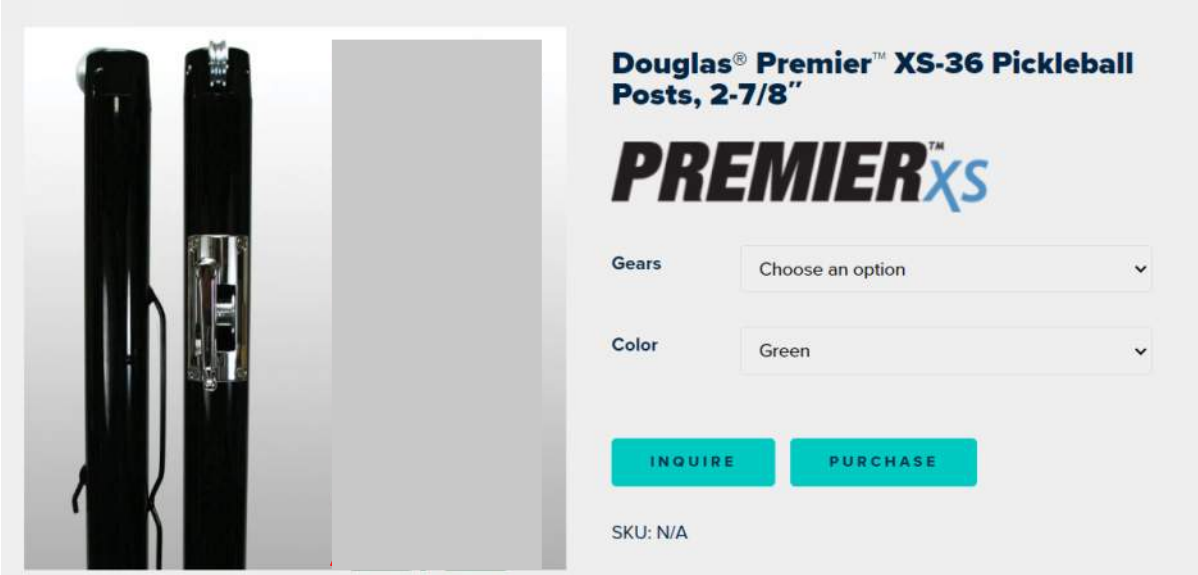 Douglas® Premier™ XS-36 Pickleball
Posts, 2-7/8″
PREMIER™XS
Gears
Choose an option
Color
Green
INQUIRE
PURCHASE
SKU: N/A